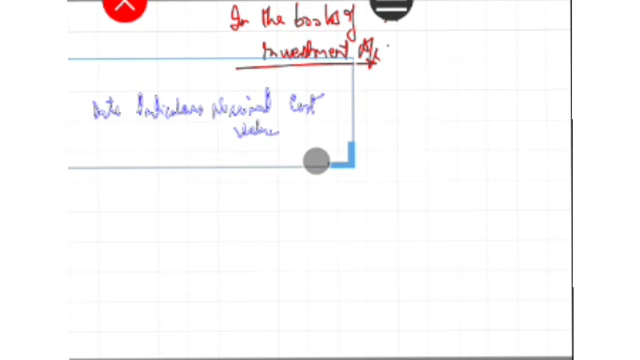 In the books of
Investment A/c
Date Particulars Nominal Cost
Value